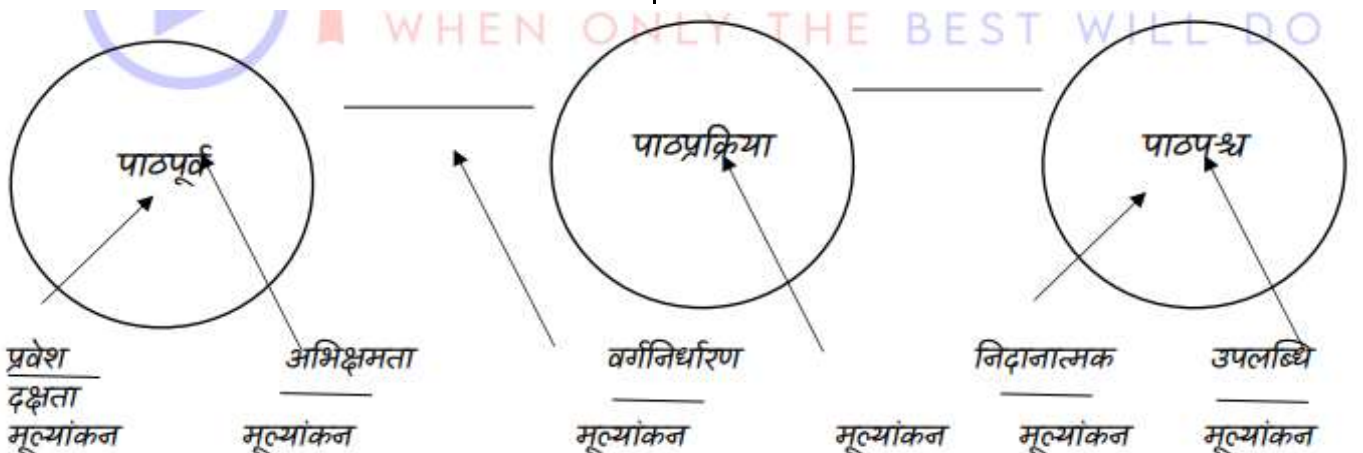 WHEN ONLY THE BEST WILL DO
पाठपूर्व पाठप्रक्रिया पाठपश्च
प्रवेश अभिक्षमता वर्गनिर्धारण निदानात्मक उपलब्धि
दक्षता
मूल्यांकन मूल्यांकन मूल्यांकन मूल्यांकन मूल्यांकन मूल्यांकन